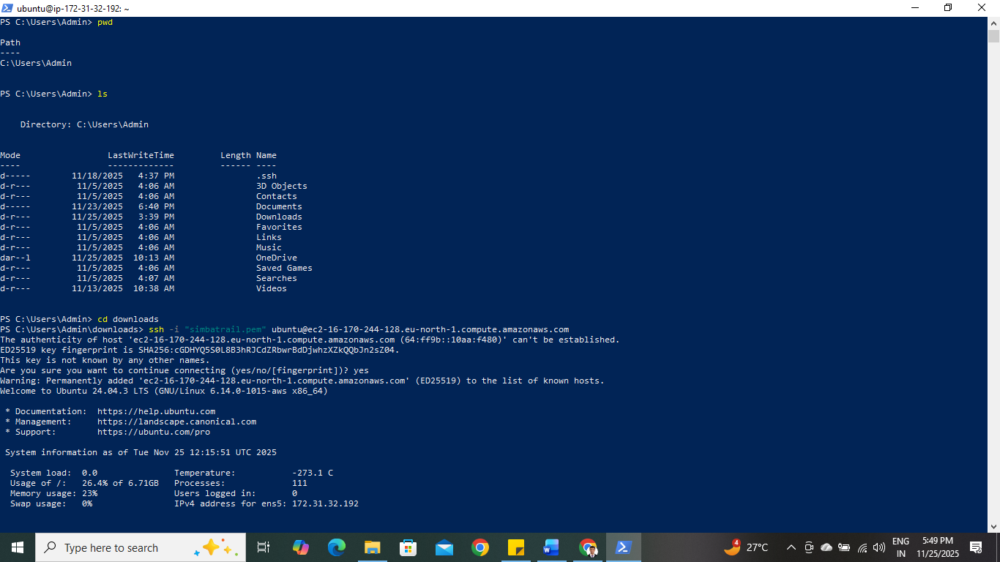 ubuntu@ip-172-31-32-192: ~
PS C:\Users\Admin> pwd
Path
----
C:\Users\Admin
PS C:\Users\Admin> ls
    Directory: C:\Users\Admin
Mode                 LastWriteTime         Length Name
----                 -------------         ------ ----
d-----        11/18/2025   4:37 PM                .ssh
d-r---         11/5/2025   4:06 AM                3D Objects
d-r---         11/5/2025   4:06 AM                Contacts
d-----        11/23/2025   6:40 PM                Documents
d-r---        11/25/2025   3:39 PM                Downloads
d-r---         11/5/2025   4:06 AM                Favorites
d-r---         11/5/2025   4:06 AM                Links
d-r---         11/5/2025   4:06 AM                Music
dar--l        11/25/2025  10:13 AM                OneDrive
d-r---         11/5/2025   4:06 AM                Saved Games
d-r---         11/5/2025   4:07 AM                Searches
d-r---        11/13/2025  10:38 AM                Videos
PS C:\Users\Admin> cd downloads
PS C:\Users\Admin\downloads> ssh -i "simbatrail.pem" ubuntu@ec2-16-170-244-128.eu-north-1.compute.amazonaws.com
The authenticity of host 'ec2-16-170-244-128.eu-north-1.compute.amazonaws.com (64:ff9b::10aa:f480)' can't be established.
ED25519 key fingerprint is SHA256:cGDHYQ5S0L8B3hRJCdZRbwrBdDjwhzXZkQQbJn2sZ04.
This key is not known by any other names.
Are you sure you want to continue connecting (yes/no/[fingerprint])? yes
Warning: Permanently added 'ec2-16-170-244-128.eu-north-1.compute.amazonaws.com' (ED25519) to the list of known hosts.
Welcome to Ubuntu 24.04.3 LTS (GNU/Linux 6.14.0-1015-aws x86_64)
 * Documentation:  https://help.ubuntu.com
 * Management:     https://landscape.canonical.com
 * Support:        https://ubuntu.com/pro
 System information as of Tue Nov 25 12:15:51 UTC 2025
  System load:  0.0               Temperature:           -273.1 C
  Usage of /:   26.4% of 6.71GB   Processes:             111
  Memory usage: 23%               Users logged in:       0
  Swap usage:   0%                IPv4 address for ens5: 172.31.32.192
Type here to search
4
27°C
ENG
IN
5:49 PM
11/25/2025